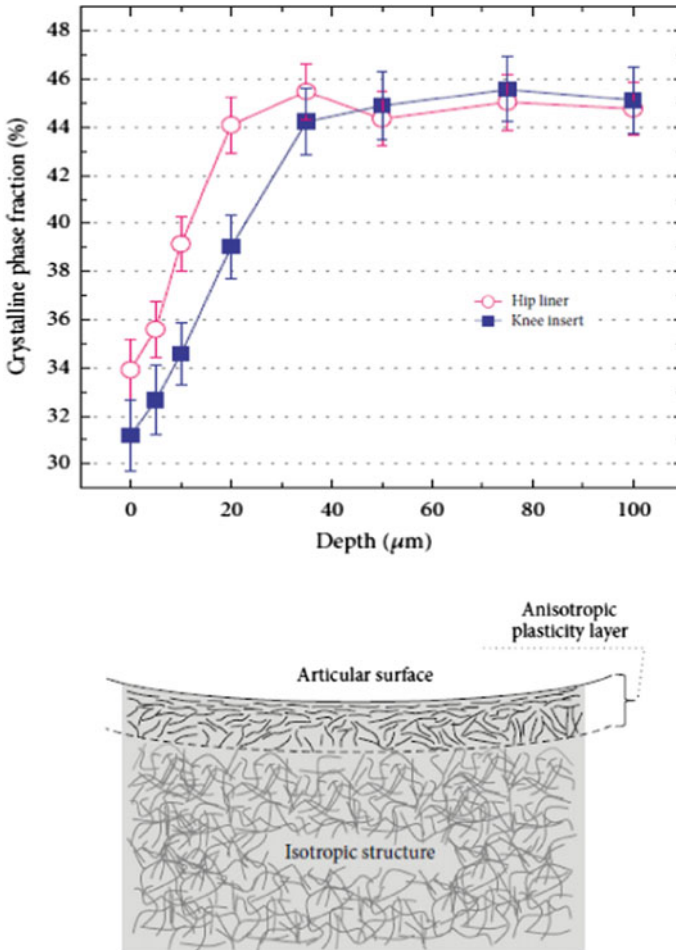 48
46
44
42
40
38
36
34
32
30
Crystalline phase fraction (%)
Hip liner
Knee insert
0 20 40 60 80 100
Depth (μm)
Anisotropic
plasticity layer
Articular surface
Isotropic structure